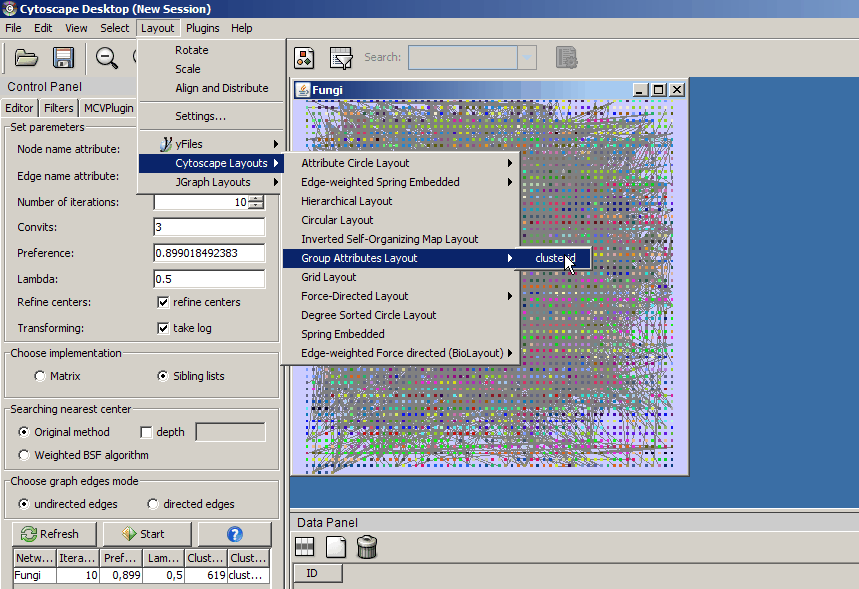 Cytoscape Desktop (New Session)
File Edit View Select Layout Plugins Help
Rotate
Scale
Align and Distribute
Settings...
yFiles
Cytoscape Layouts
JGraph Layouts
Attribute Circle Layout
Edge-weighted Spring Embedded
Hierarchical Layout
Circular Layout
Inverted Self-Organizing Map Layout
Group Attributes Layout
Grid Layout
Force-Directed Layout
Degree Sorted Circle Layout
Spring Embedded
Edge-weighted Force directed (BioLayout)
Search:
Control Panel
Editor Filters MCVPlugin
Set parameters
Node name attribute:
Edge name attribute:
Number of iterations: 10
Convits: 3
Preference: 0.899018492383
Lambda: 0.5
Refine centers: refine centers
Transforming: take log
Choose implementation
Matrix Sibling lists
Searching nearest center
Original method depth
Weighted BSF algorithm
Choose graph edges mode
undirected edges directed edges
Refresh Start ?
Netw... Itera... Pref... Lam... Clust... Clust...
Fungi 10 0,899 0,5 619 clust...
Fungi
Data Panel
ID